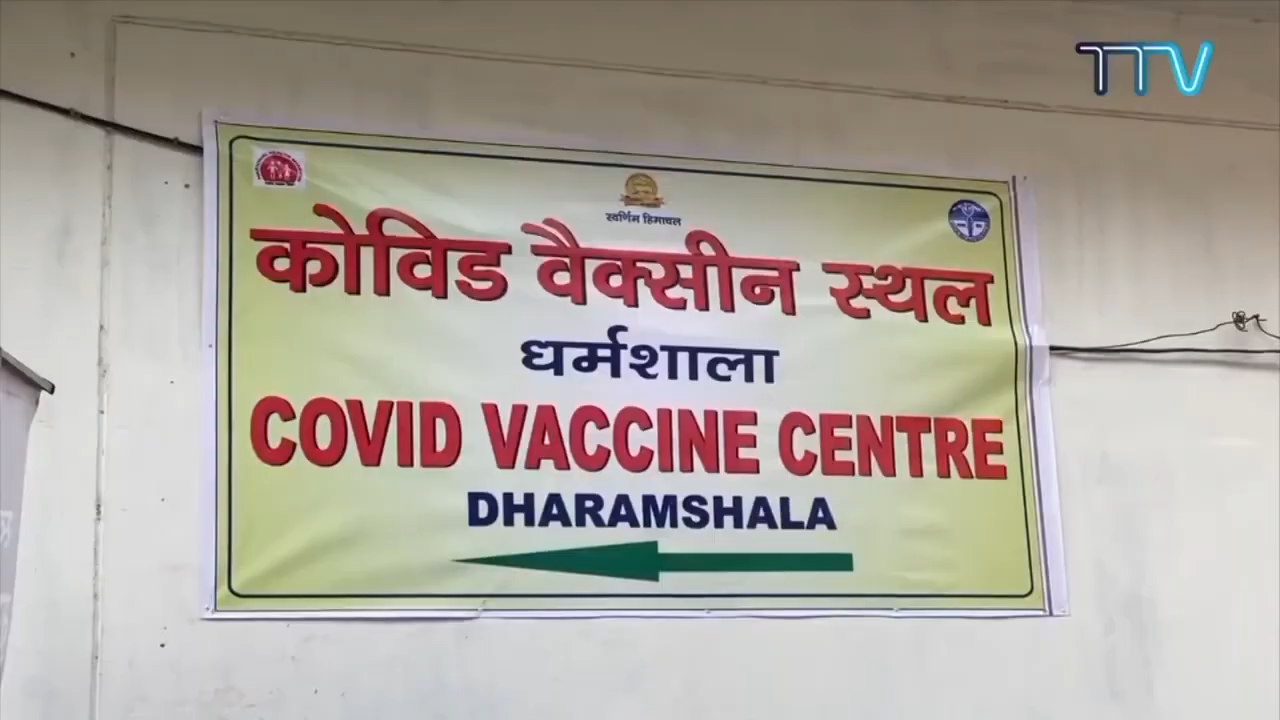 TTV
स्वर्णिम हिमाचल
कोविड वैक्सीन स्थल
धर्मशाला
COVID VACCINE CENTRE
DHARAMSHALA